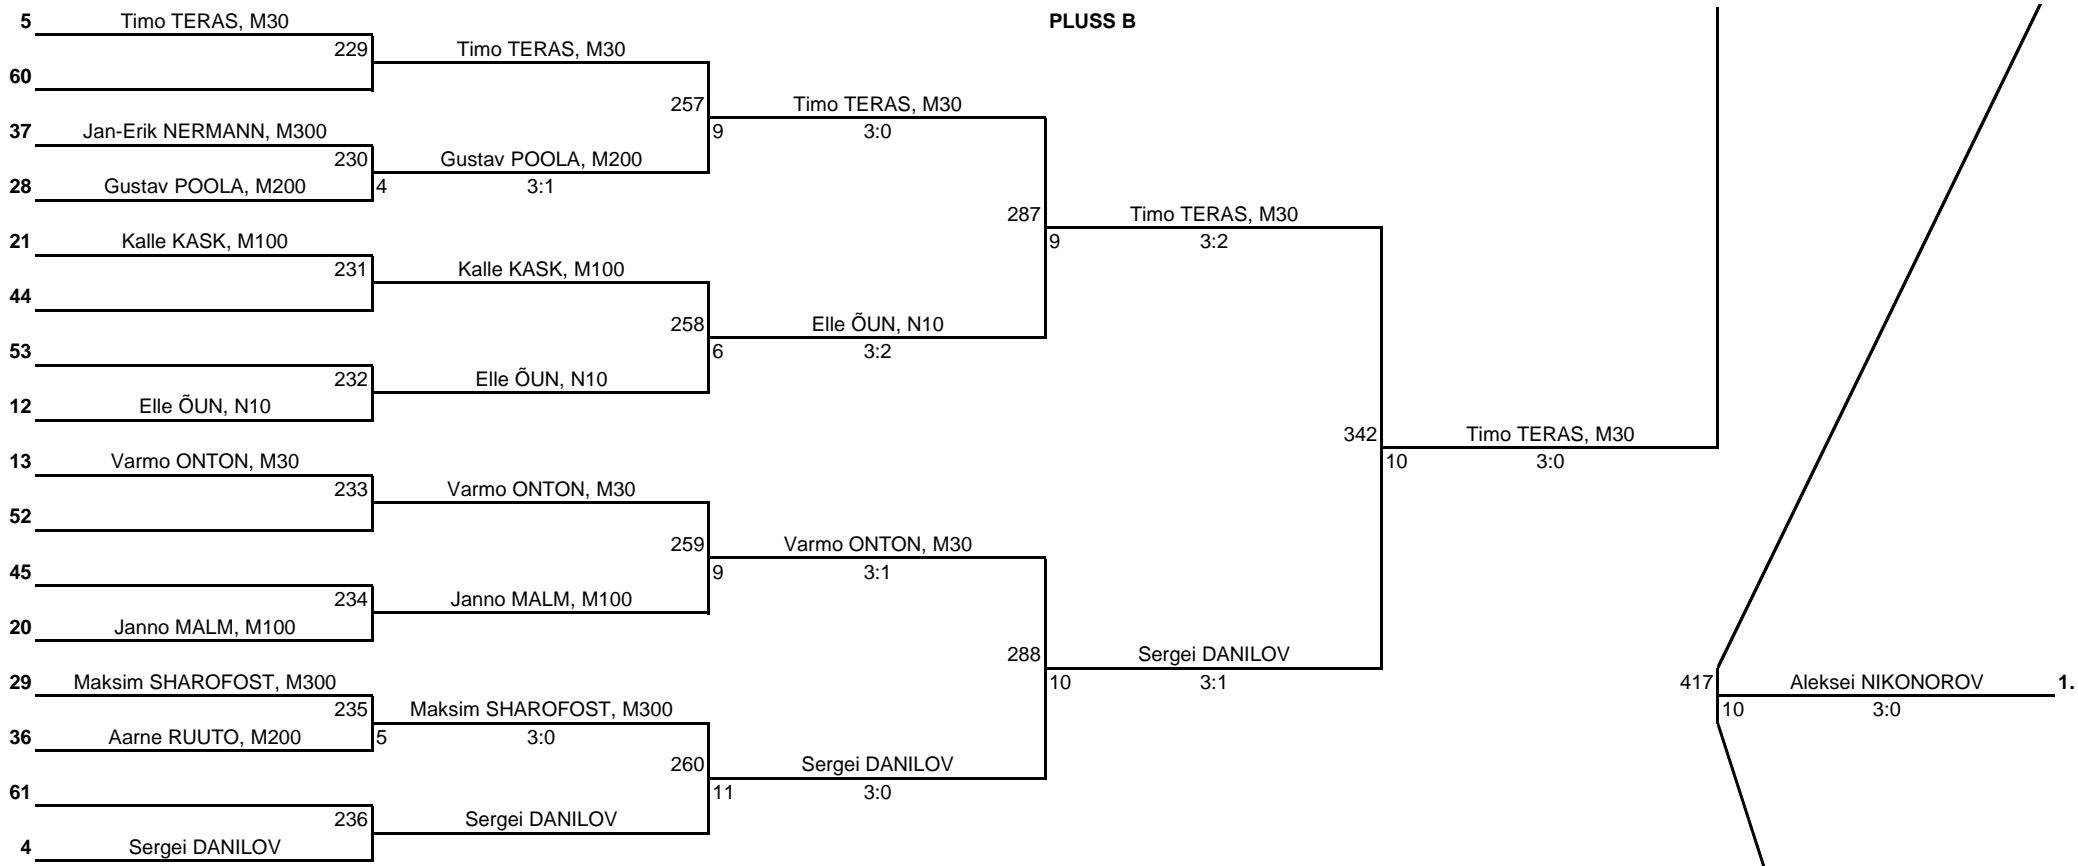 5 Timo TERAS, M30 PLUSS B
229 Timo TERAS, M30
60
257 Timo TERAS, M30
37 Jan-Erik NERMANN, M300 9 3:0
230 Gustav POOLA, M200
28 Gustav POOLA, M200 4 3:1
287 Timo TERAS, M30
21 Kalle KASK, M100 9 3:2
231 Kalle KASK, M100
44
258 Elle ÕUN, N10
53 6 3:2
232 Elle ÕUN, N10
12 Elle ÕUN, N10
342 Timo TERAS, M30
13 Varmo ONTON, M30 10 3:0
233 Varmo ONTON, M30
52
259 Varmo ONTON, M30
45 9 3:1
234 Janno MALM, M100
20 Janno MALM, M100
288 Sergei DANILOV
29 Maksim SHAROFOST, M300 10 3:1 417 Aleksei NIKONOROV 1.
235 Maksim SHAROFOST, M300 10 3:0
36 Aarne RUUTO, M200 5 3:0
260 Sergei DANILOV
61 11 3:0
236 Sergei DANILOV
4 Sergei DANILOV